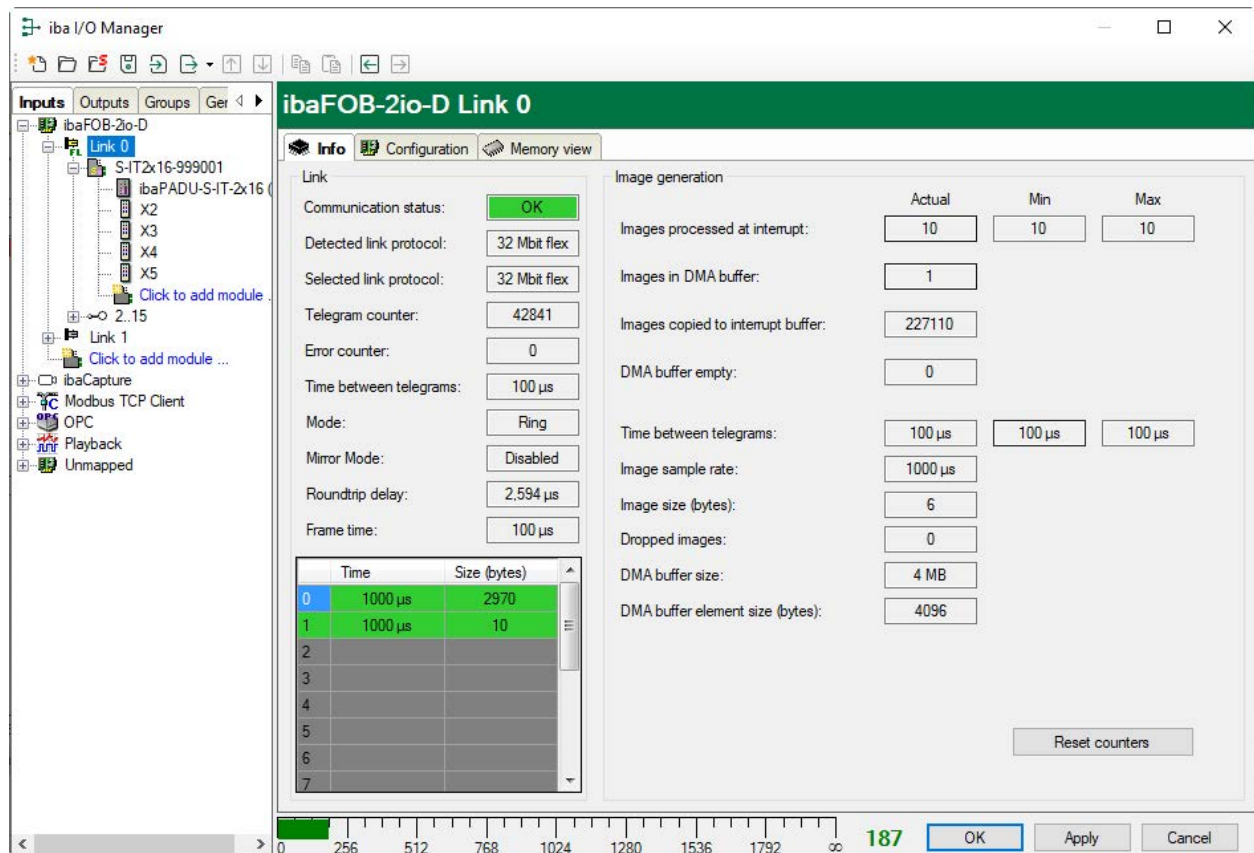 iba I/O Manager
Inputs Outputs Groups Ger
ibaFOB-2io-D
Link 0
S-IT2x16-999001
ibaPADU-S-IT-2x16 (
X2
X3
X4
X5
Click to add module .
2..15
Link 1
Click to add module ...
ibaCapture
Modbus TCP Client
OPC
Playback
Unmapped
ibaFOB-2io-D Link 0
Info Configuration Memory view
Link
Communication status: OK
Detected link protocol: 32 Mbit flex
Selected link protocol: 32 Mbit flex
Telegram counter: 42841
Error counter: 0
Time between telegrams: 100 µs
Mode: Ring
Mirror Mode: Disabled
Roundtrip delay: 2,594 µs
Frame time: 100 µs
Time Size (bytes)
0 1000 µs 2970
1 1000 µs 10
2
3
4
5
6
7
Image generation
Actual Min Max
Images processed at interrupt: 10 10 10
Images in DMA buffer: 1
Images copied to interrupt buffer: 227110
DMA buffer empty: 0
Time between telegrams: 100 µs 100 µs 100 µs
Image sample rate: 1000 µs
Image size (bytes): 6
Dropped images: 0
DMA buffer size: 4 MB
DMA buffer element size (bytes): 4096
Reset counters
0 256 512 768 1024 1280 1536 1792 ∞
187 OK Apply Cancel